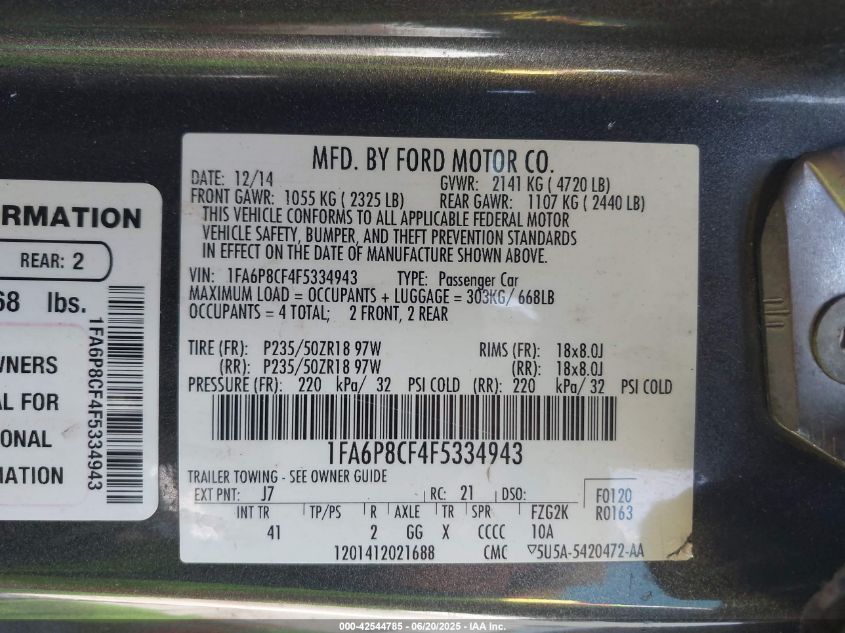 RMATION
REAR: 2
68 lbs.
1FA6P8CF4F5334943
WNERS
AL FOR
IONAL
MATION
MFD. BY FORD MOTOR CO.
DATE: 12/14 GVWR: 2141 KG ( 4720 LB)
FRONT GAWR: 1055 KG ( 2325 LB) REAR GAWR: 1107 KG ( 2440 LB)
THIS VEHICLE CONFORMS TO ALL APPLICABLE FEDERAL MOTOR
VEHICLE SAFETY, BUMPER, AND THEFT PREVENTION STANDARDS
IN EFFECT ON THE DATE OF MANUFACTURE SHOWN ABOVE.
VIN: 1FA6P8CF4F5334943 TYPE: Passenger Car
MAXIMUM LOAD = OCCUPANTS + LUGGAGE = 303KG/ 668LB
OCCUPANTS = 4 TOTAL; 2 FRONT, 2 REAR
TIRE (FR): P235/50ZR18 97W RIMS (FR): 18x8.0J
(RR): P235/50ZR18 97W (RR): 18x8.0J
PRESSURE (FR): 220 kPa/ 32 PSI COLD (RR): 220 kPa/ 32 PSI COLD
1FA6P8CF4F5334943
TRAILER TOWING - SEE OWNER GUIDE
EXT PNT: J7 RC: 21 DSO: F0120
INT TR TP/PS R AXLE TR SPR FZG2K R0163
41 2 GG X CCCC 10A
1201412021688 CMC ▽5U5A-5420472-AA
000-42544785 - 06/20/2025 - IAA Inc.